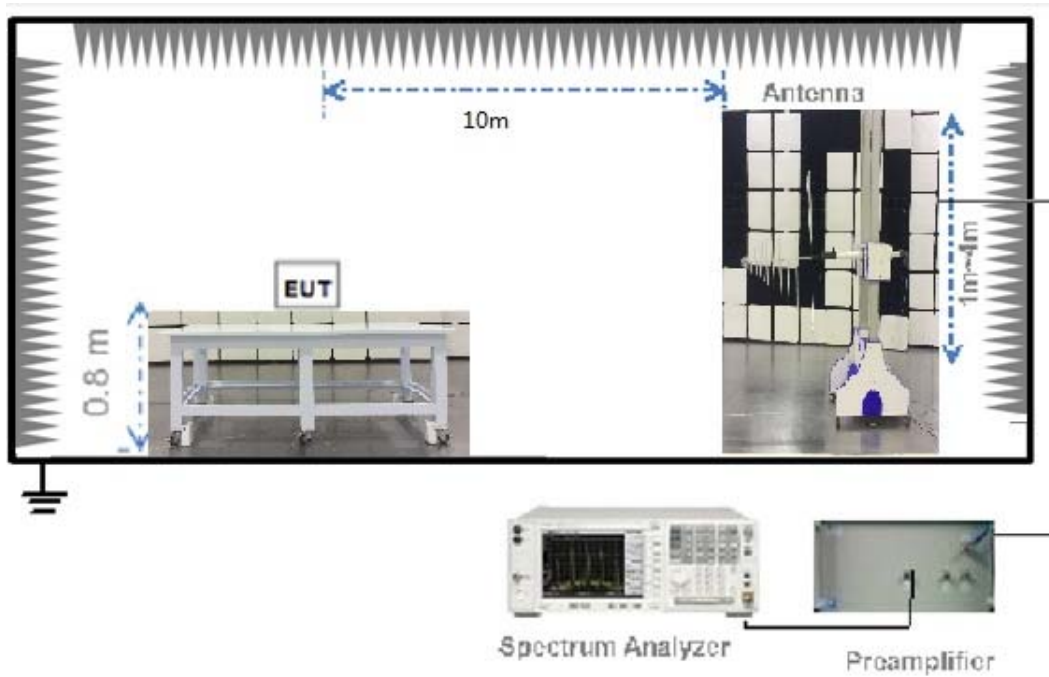 Antenna
10m
1m~4m
EUT
0.8 m
Spectrum Analyzer
Preamplifier